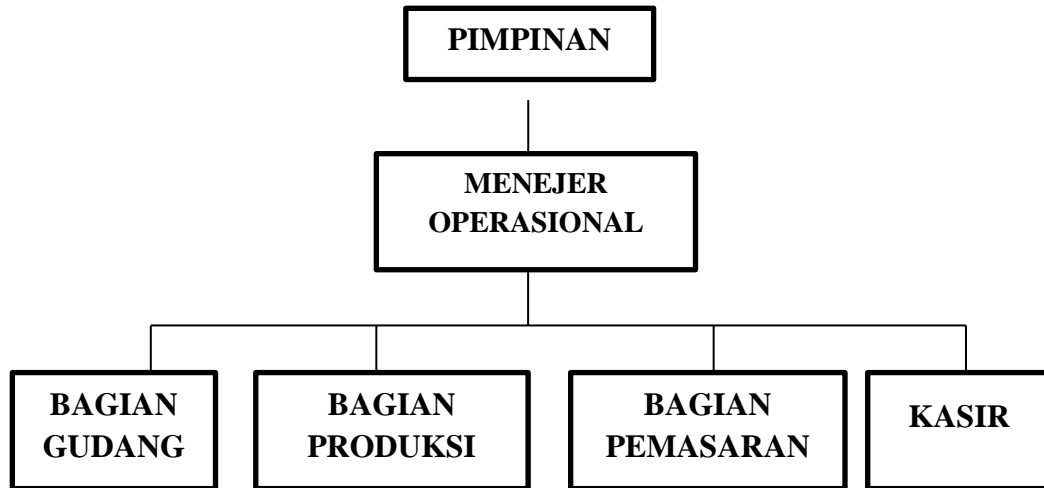 PIMPINAN
MENEJER
OPERASIONAL
BAGIAN
GUDANG
BAGIAN
PRODUKSI
BAGIAN
PEMASARAN
KASIR